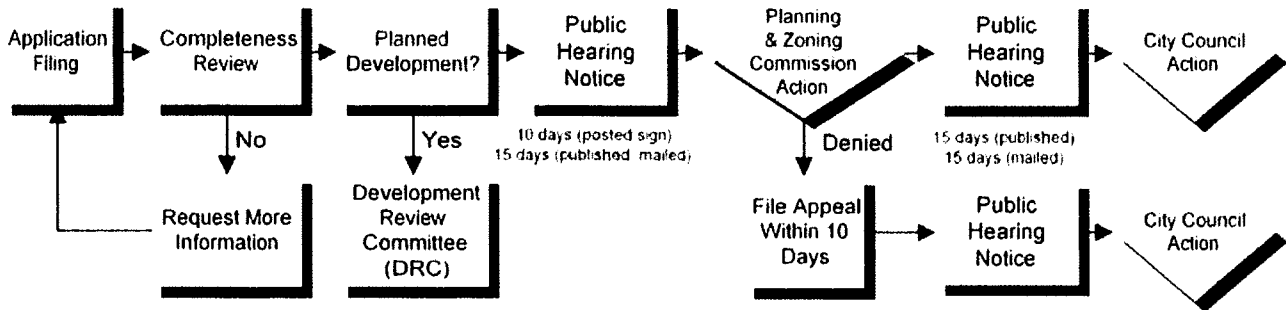 Application
Filing
Completeness
Review
Planned
Development?
Public
Hearing
Notice
Planning
& Zoning
Commission
Action
Public
Hearing
Notice
City Council
Action
No
Yes
10 days (posted sign)
15 days (published mailed)
Denied
15 days (published)
15 days (mailed)
Request More
Information
Development
Review
Committee
(DRC)
File Appeal
Within 10
Days
Public
Hearing
Notice
City Council
Action